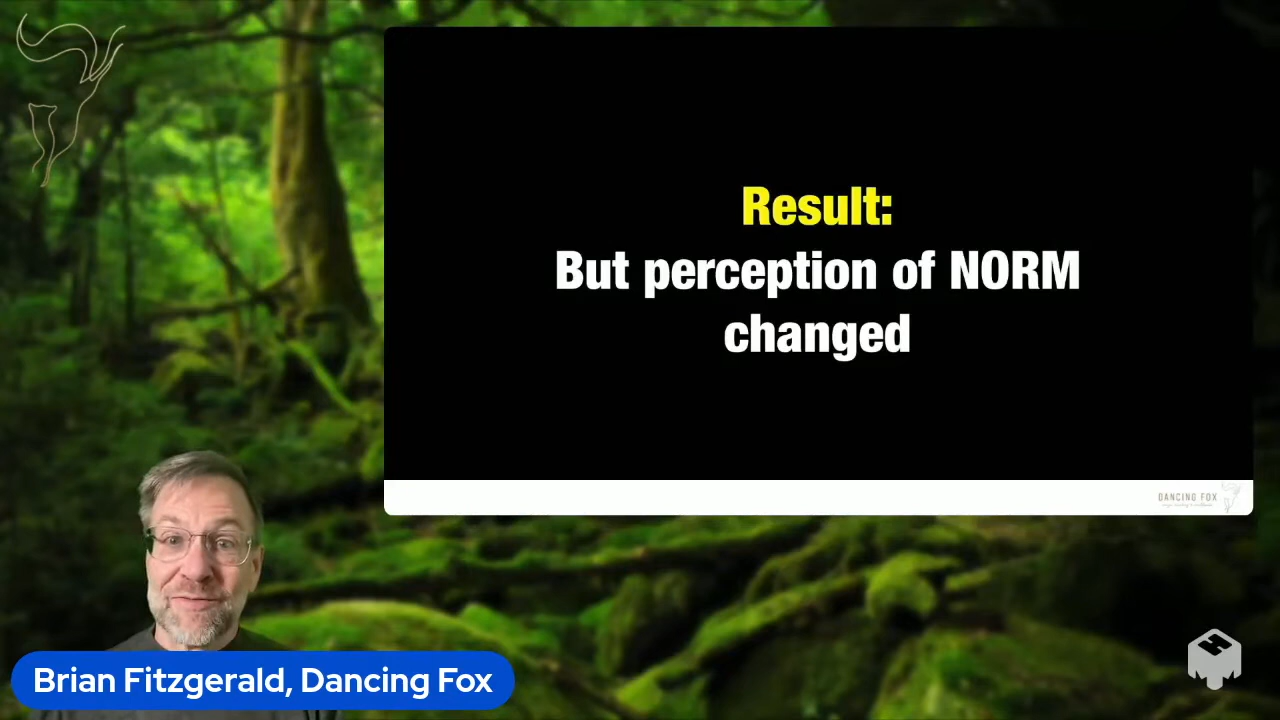 Result:
But perception of NORM
changed
DANCING FOX
Brian Fitzgerald, Dancing Fox